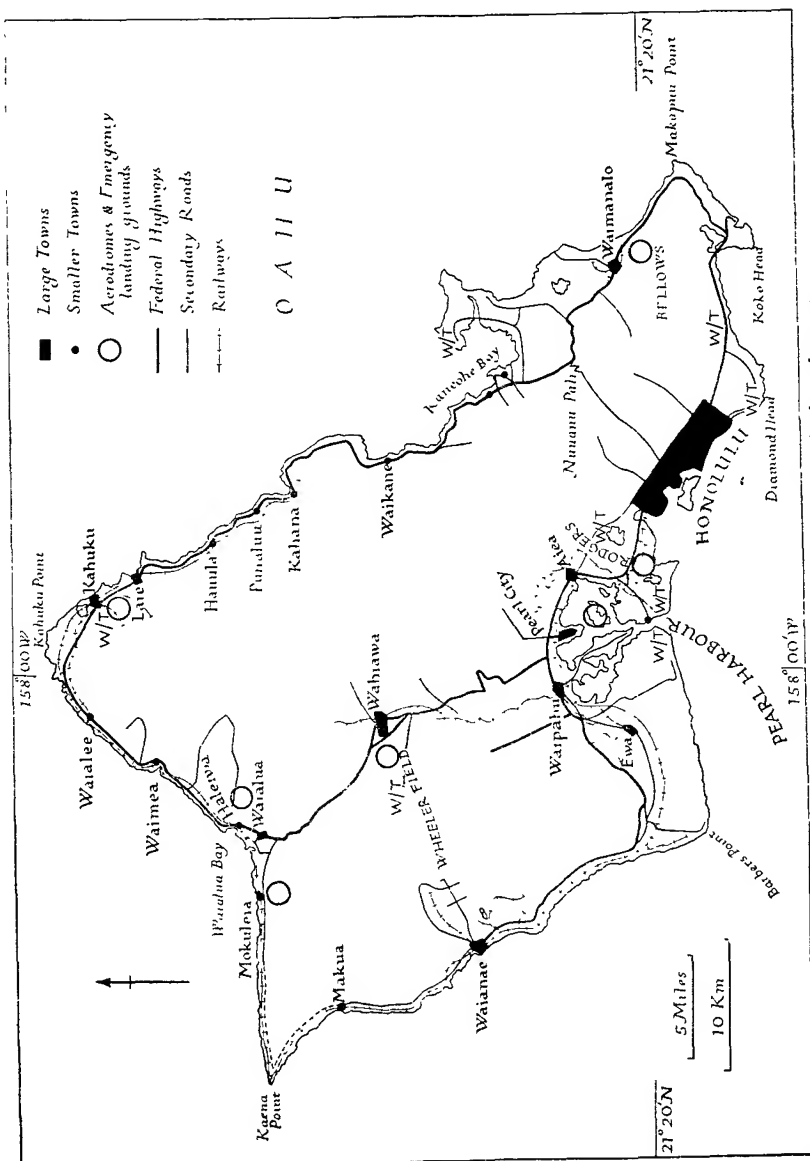 Large Towns
Smaller Towns
Aerodromes & Emergency
landing grounds
Federal Highways
Secondary Roads
Railways
OAHU
158° 00'W
Kahuku Point
Kahuku
W/T
Laie
Hauula
Punaluu
Kahana
Waikane
Waialee
Waimea
Haleiwa
Waialua Bay
Waialua
Mokuleia
Kaena
Point
Makua
Waianae
Wahiawa
W/T
WHEELER FIELD
Kaneohe Bay
W/T
Nuuanu Pali
Waimanalo
BELLOWS
Makapuu Point
21° 20'N
Koko Head
W/T
W/T
Diamond Head
HONOLULU
W/T
RODGERS
Aiea
Pearl City
Waipahu
Ewa
W/T
W/T
PEARL HARBOUR
Barbers Point
5 Miles
10 Km
21° 20'N
158° 00'W